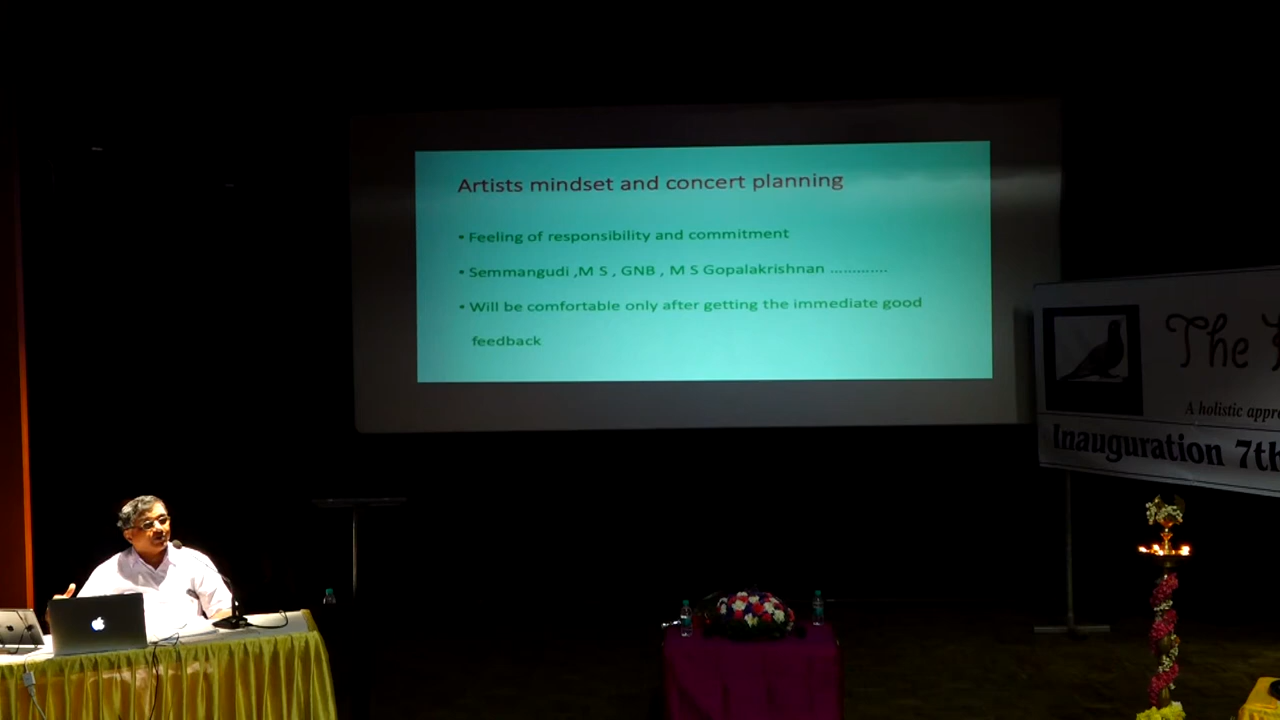 Artists mindset and concert planning
• Feeling of responsibility and commitment
• Semmangudi ,M S , GNB , M S Gopalakrishnan .............
• Will be comfortable only after getting the immediate good
feedback
The
A holistic appr
Inauguration 7th